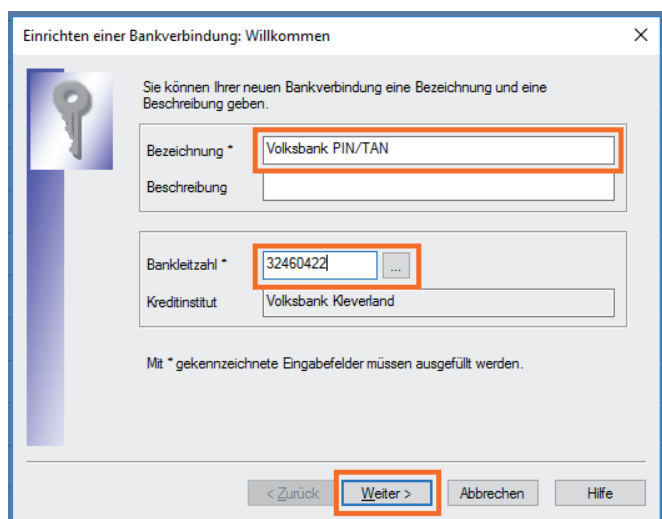 Einrichten einer Bankverbindung: Willkommen
Sie können Ihrer neuen Bankverbindung eine Bezeichnung und eine
Beschreibung geben.
Bezeichnung * Volksbank PIN/TAN
Beschreibung
Bankleitzahl * 32460422 ...
Kreditinstitut Volksbank Kleverland
Mit * gekennzeichnete Eingabefelder müssen ausgefüllt werden.
< Zurück Weiter > Abbrechen Hilfe